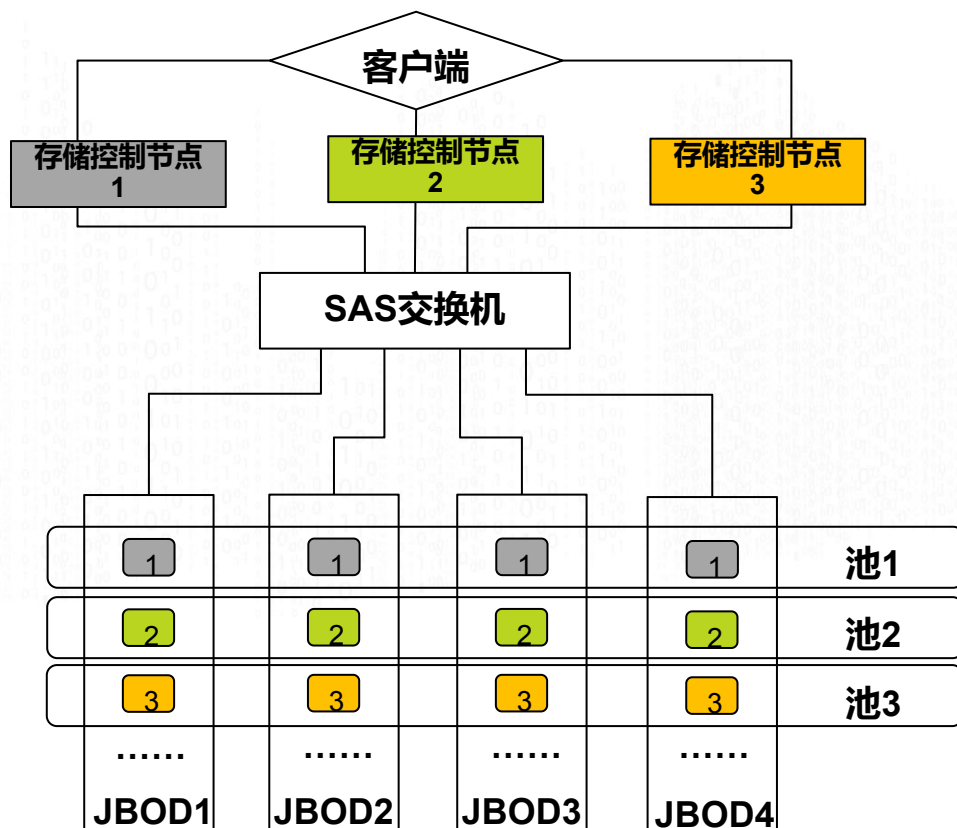 客户端
存储控制节点
1
存储控制节点
2
存储控制节点
3
SAS交换机
1 1 1 1 池1
2 2 2 2 池2
3 3 3 3 池3
...... ...... ...... ......
JBOD1 JBOD2 JBOD3 JBOD4